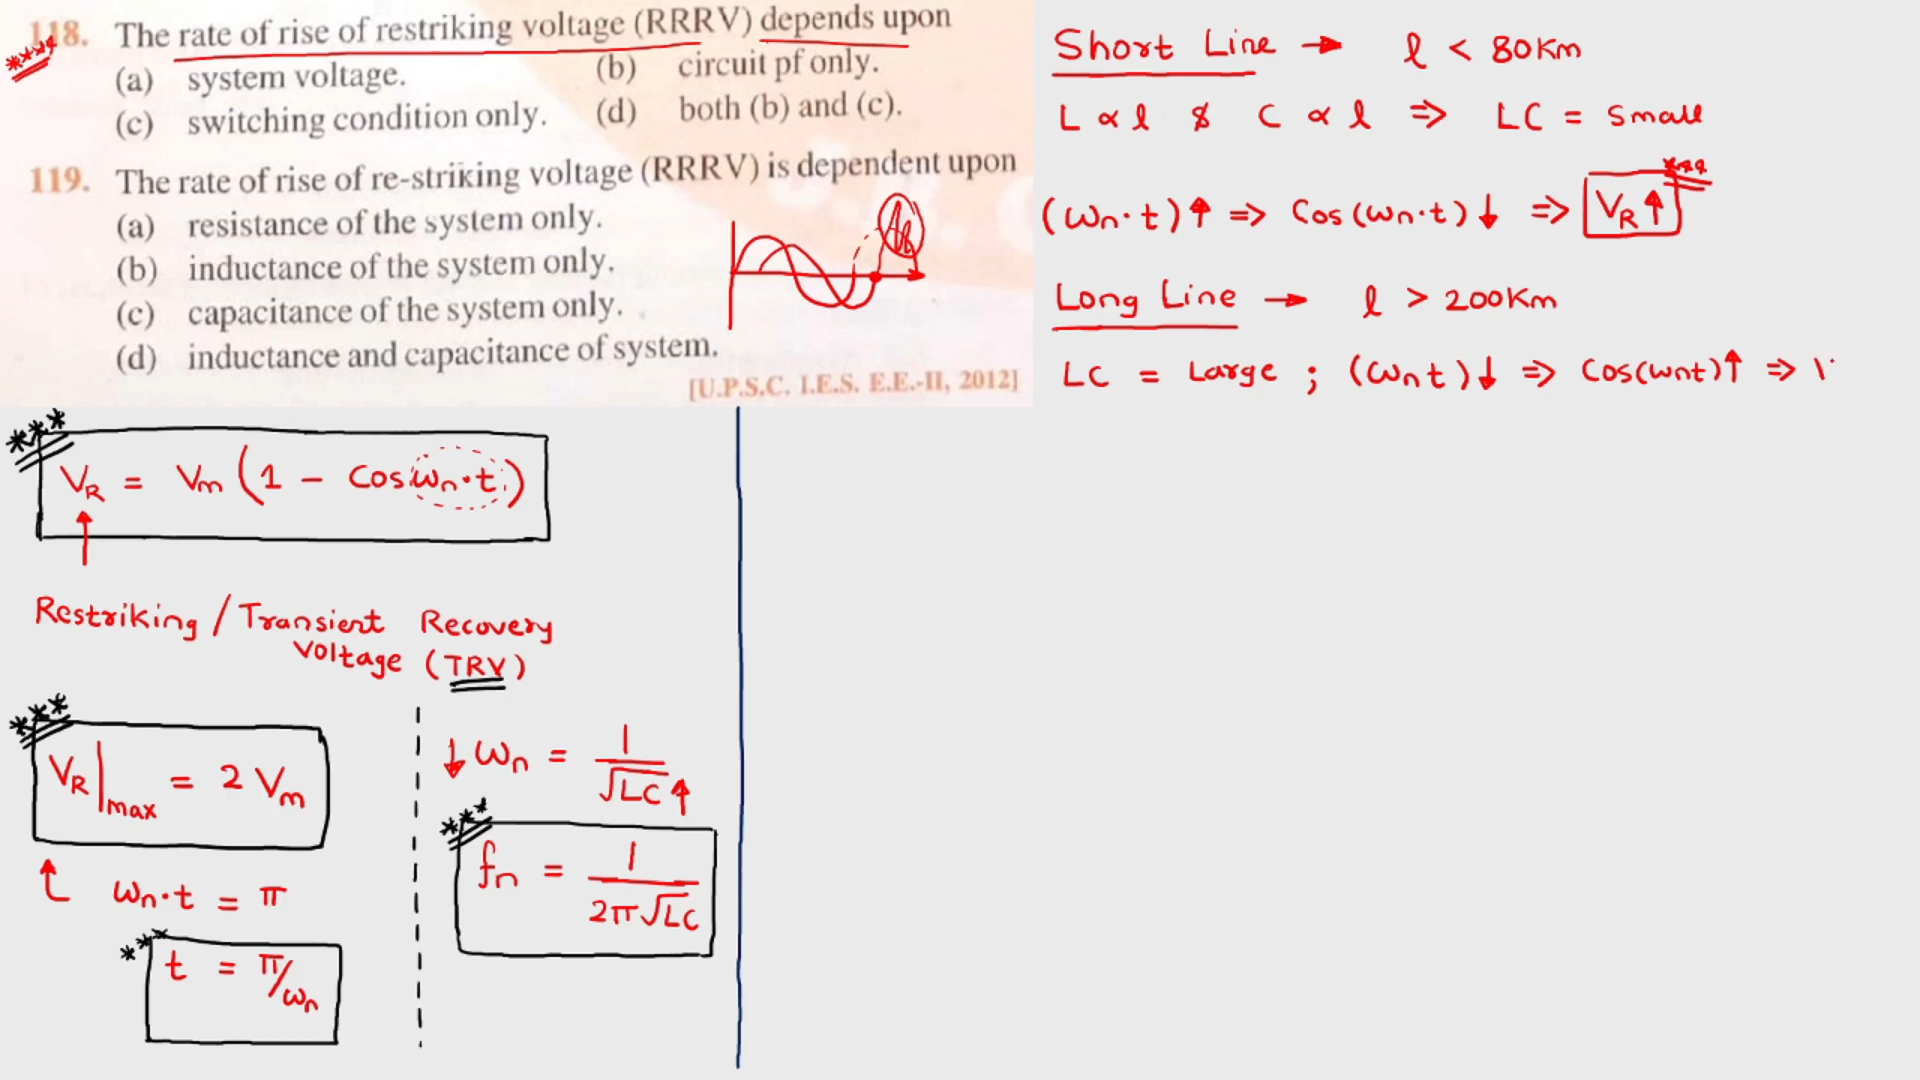 118. The rate of rise of restriking voltage (RRRV) depends upon
(a) system voltage. (b) circuit pf only.
(c) switching condition only. (d) both (b) and (c).
119. The rate of rise of re-striking voltage (RRRV) is dependent upon
(a) resistance of the system only.
(b) inductance of the system only.
(c) capacitance of the system only.
(d) inductance and capacitance of system.
[U.P.S.C. I.E.S. E.E.-II, 2012]
Short Line → l < 80Km
L ∝ l & C ∝ l ⇒ LC = Small
(ωn·t)↑ ⇒ Cos(ωn·t)↓ ⇒ VR↑
Long Line → l > 200Km
LC = Large ; (ωnt)↓ ⇒ Cos(ωnt)↑ ⇒
VR = Vm (1 - Cos ωn·t)
Restriking / Transient Recovery
Voltage (TRV)
VR|max = 2 Vm
ωn·t = π
t = π/ωn
↓ωn = 1/√LC↑
fn = 1/2π√LC